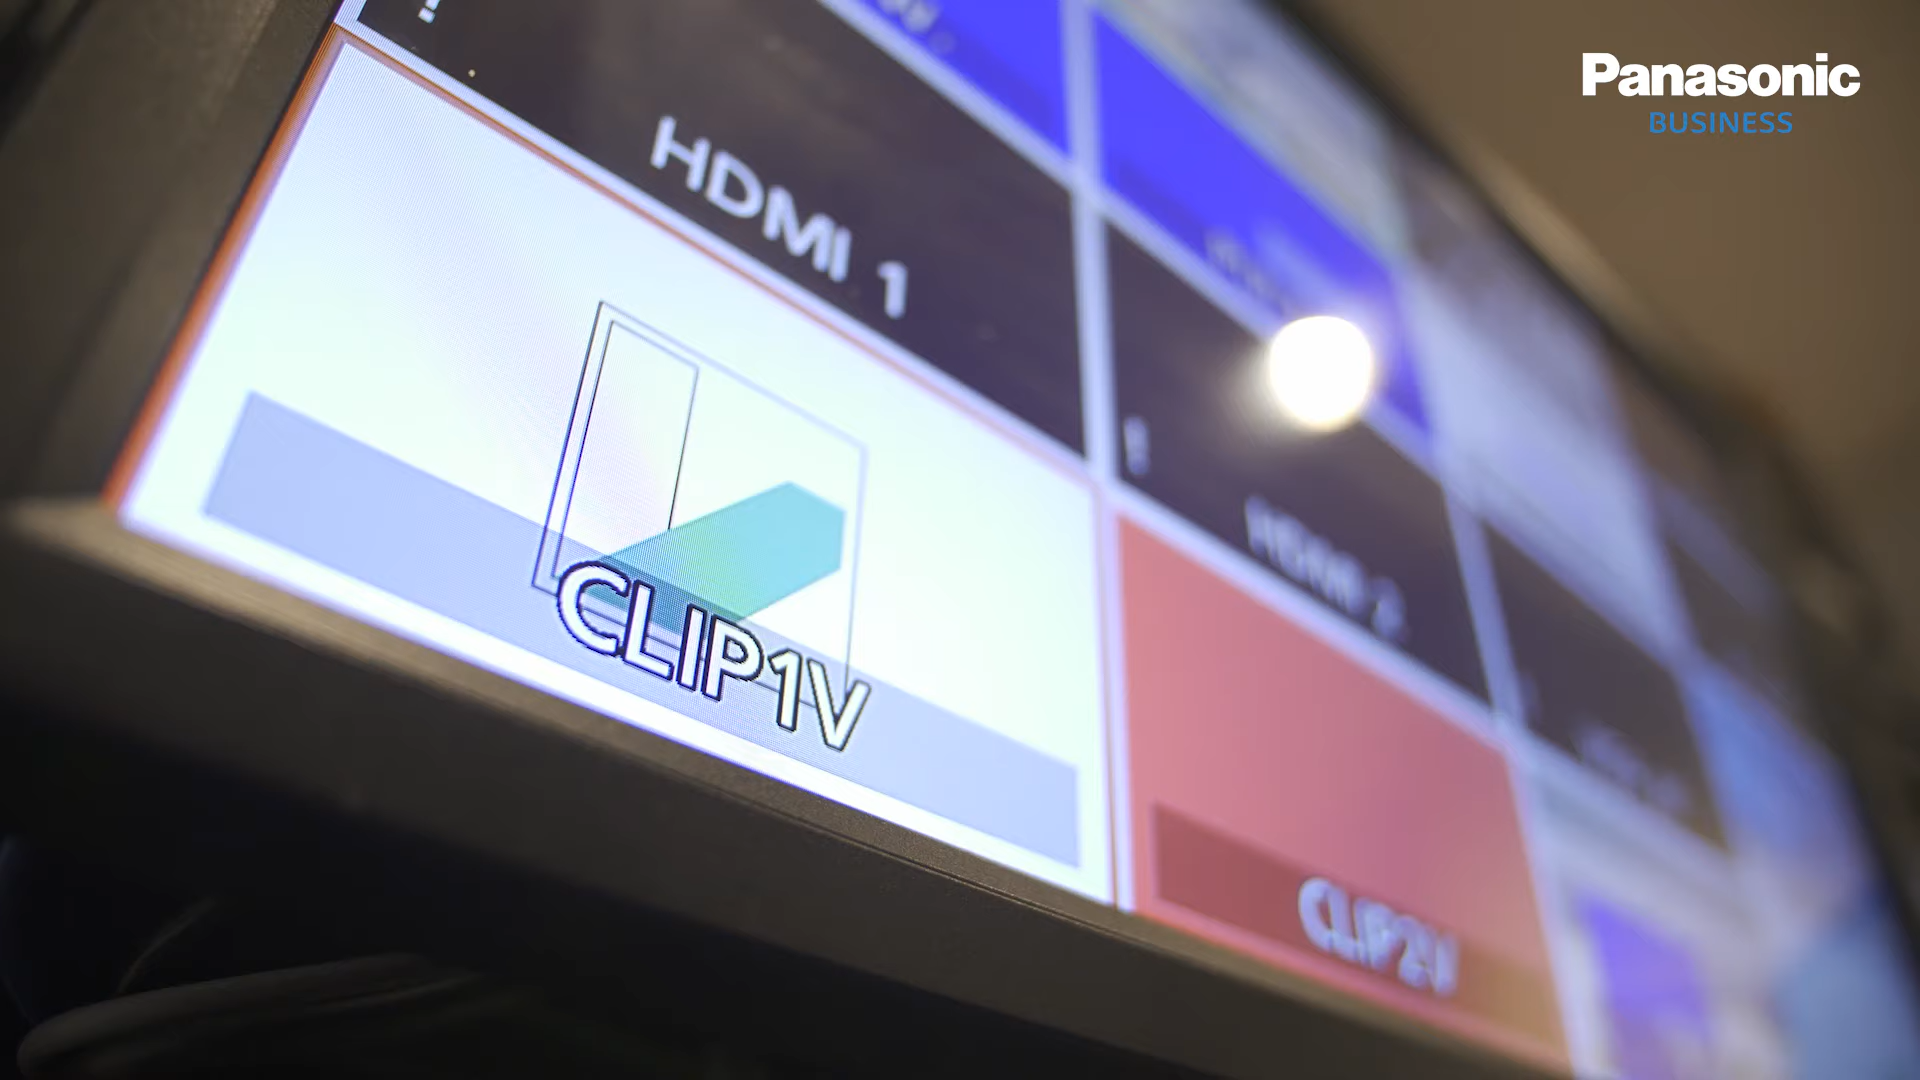 Panasonic
BUSINESS
HDMI 1
HDMI 2
CLIP1V
CLIP2V